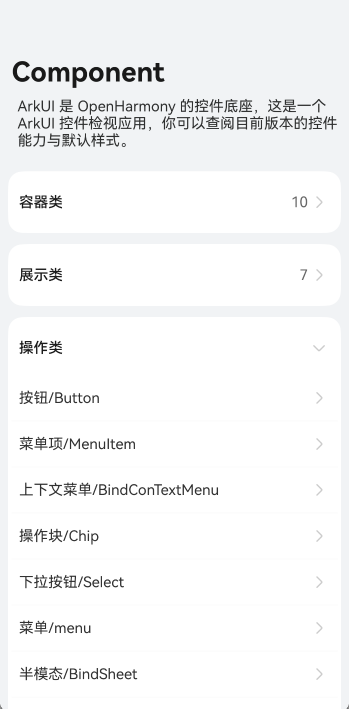 Component
ArkUI 是 OpenHarmony 的控件底座，这是一个
ArkUI 控件检视应用，你可以查阅目前版本的控件
能力与默认样式。
容器类 10
展示类 7
操作类
按钮/Button
菜单项/MenuItem
上下文菜单/BindConTextMenu
操作块/Chip
下拉按钮/Select
菜单/menu
半模态/BindSheet